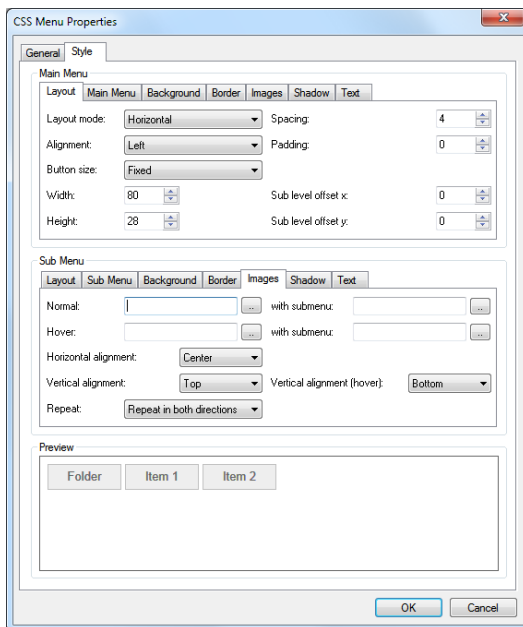 CSS Menu Properties
General Style
Main Menu
Layout Main Menu Background Border Images Shadow Text
Layout mode: Horizontal Spacing: 4
Alignment: Left Padding: 0
Button size: Fixed
Width: 80 Sub level offset x: 0
Height: 28 Sub level offset y: 0
Sub Menu
Layout Sub Menu Background Border Images Shadow Text
Normal: .. with submenu: ..
Hover: .. with submenu: ..
Horizontal alignment: Center
Vertical alignment: Top Vertical alignment (hover): Bottom
Repeat: Repeat in both directions
Preview
Folder Item 1 Item 2
OK Cancel